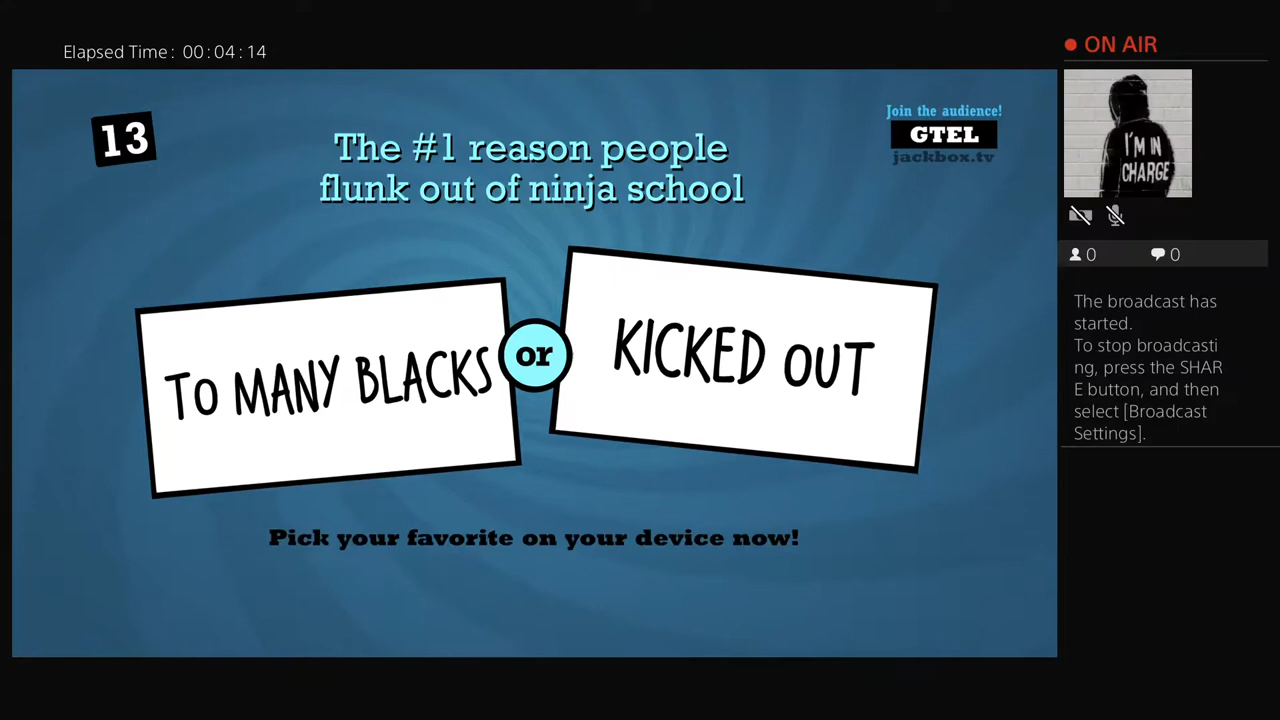 Elapsed Time: 00:04:14
ON AIR
13
The #1 reason people
flunk out of ninja school
Join the audience!
GTEL
jackbox.tv
I'M IN
CHARGE
0
0
TO MANY BLACKS
or
KICKED OUT
Pick your favorite on your device now!
The broadcast has
started.
To stop broadcasti
ng, press the SHAR
E button, and then
select [Broadcast
Settings].